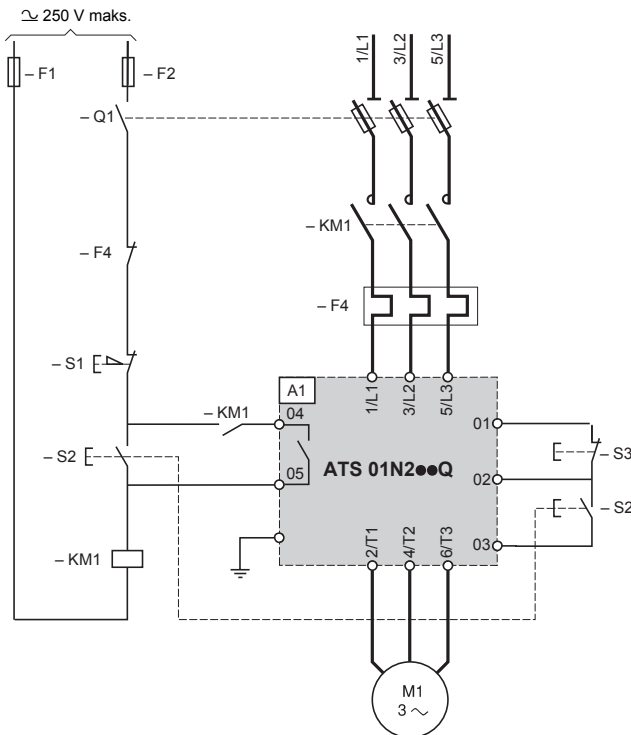 ≃ 250 V maks.
– F1
– F2
– Q1
1/L1
3/L2
5/L3
– KM1
– F4
– F4
– S1
A1
1/L1
3/L2
5/L3
– KM1
04
01
– S3
– S2
05
ATS 01N2●●Q
02
– S2
– KM1
2/T1
4/T2
6/T3
03
M1
3 ~